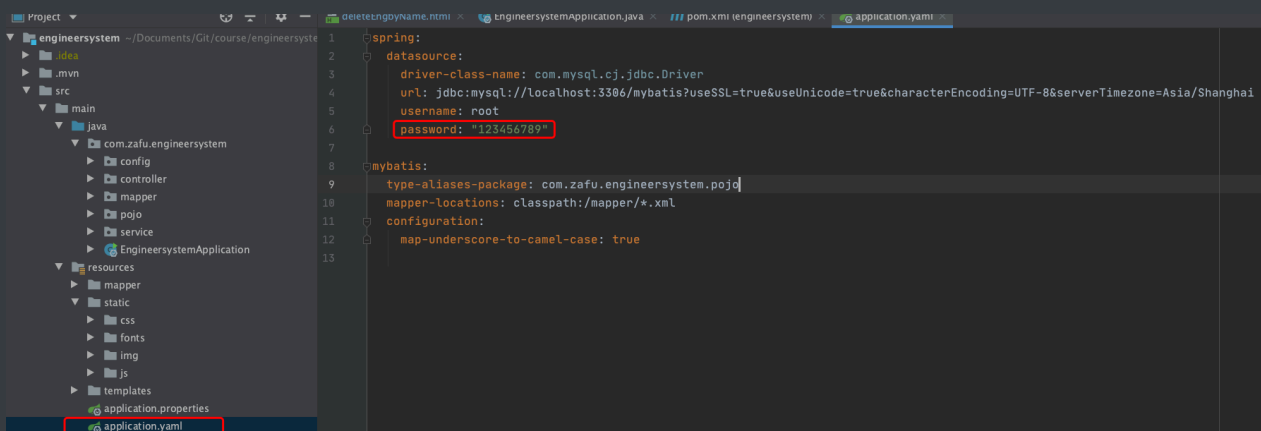 Project
deleteEngbyName.html
EngineersystemApplication.java
pom.xml (engineersystem)
application.yaml
engineersystem ~/Documents/Git/course/engineersyste
.idea
.mvn
src
main
java
com.zafu.engineersystem
config
controller
mapper
pojo
service
EngineersystemApplication
resources
mapper
static
css
fonts
img
js
templates
application.properties
application.yaml
1 spring:
2 datasource:
3 driver-class-name: com.mysql.cj.jdbc.Driver
4 url: jdbc:mysql://localhost:3306/mybatis?useSSL=true&useUnicode=true&characterEncoding=UTF-8&serverTimezone=Asia/Shanghai
5 username: root
6 password: "123456789"
7
8 mybatis:
9 type-aliases-package: com.zafu.engineersystem.pojo
10 mapper-locations: classpath:/mapper/*.xml
11 configuration:
12 map-underscore-to-camel-case: true
13